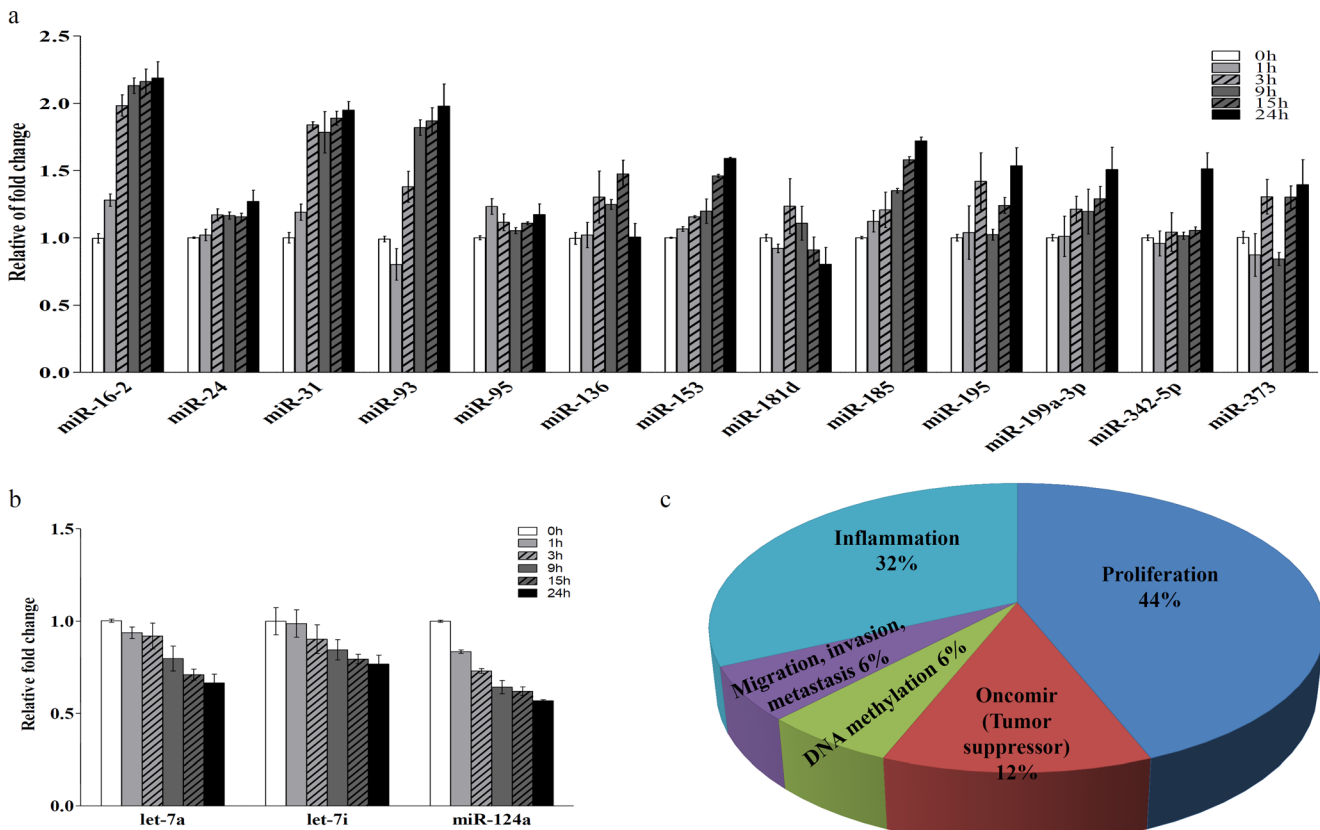 a
2.5
2.0
1.5
1.0
0.5
0.0
Relative of fold change
0h
1h
3h
9h
15h
24h
miR-16-2
miR-24
miR-31
miR-93
miR-95
miR-136
miR-153
miR-181d
miR-185
miR-195
miR-199a-3p
miR-342-5p
miR-373
b
1.5
1.0
0.5
0.0
Relative fold change
0h
1h
3h
9h
15h
24h
let-7a
let-7i
miR-124a
c
Inflammation
32%
Proliferation
44%
Migration, invasion,
metastasis 6%
DNA methylation 6%
Oncomir
(Tumor
suppressor)
12%